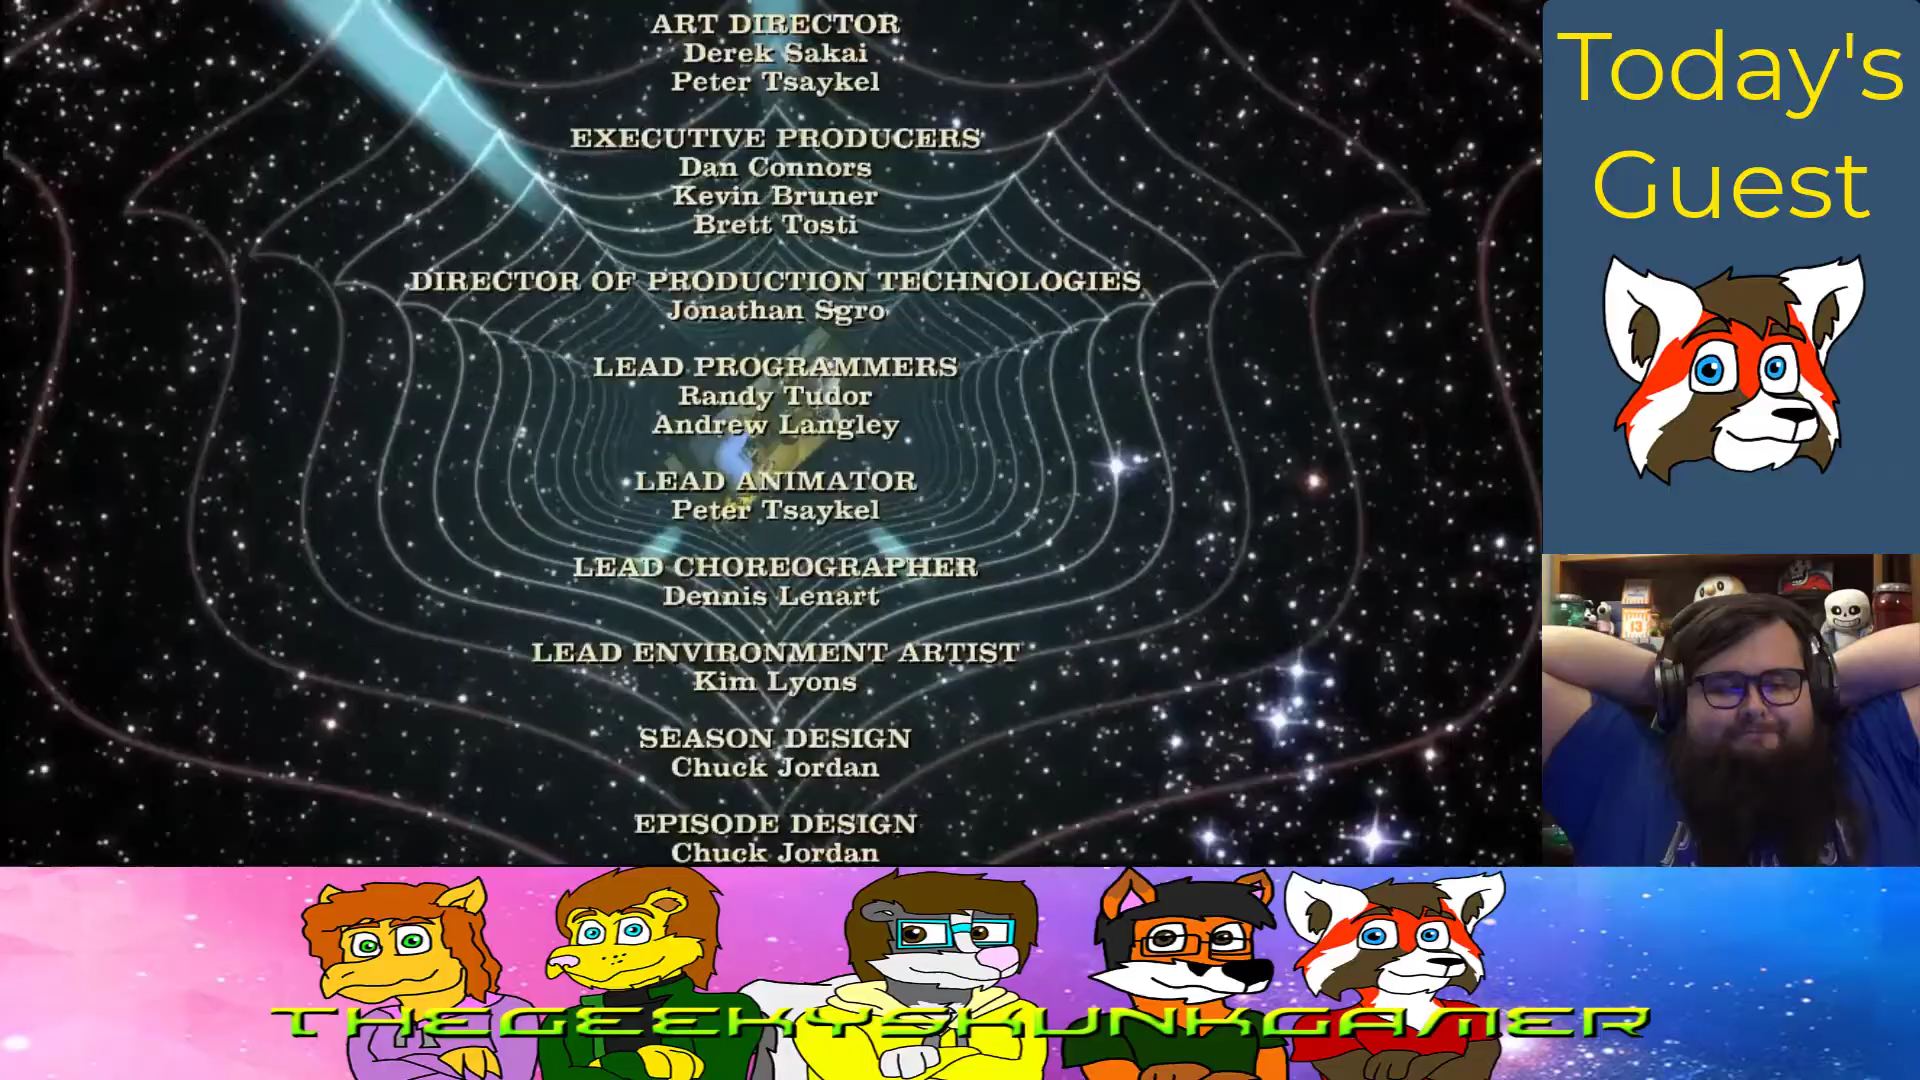 ART DIRECTOR
Derek Sakai
Peter Tsaykel
EXECUTIVE PRODUCERS
Dan Connors
Kevin Bruner
Brett Tosti
DIRECTOR OF PRODUCTION TECHNOLOGIES
Jonathan Sgro
LEAD PROGRAMMERS
Randy Tudor
Andrew Langley
LEAD ANIMATOR
Peter Tsaykel
LEAD CHOREOGRAPHER
Dennis Lenart
LEAD ENVIRONMENT ARTIST
Kim Lyons
SEASON DESIGN
Chuck Jordan
EPISODE DESIGN
Chuck Jordan
Today's
Guest
13
THEGEEKYSKUNKGAMER